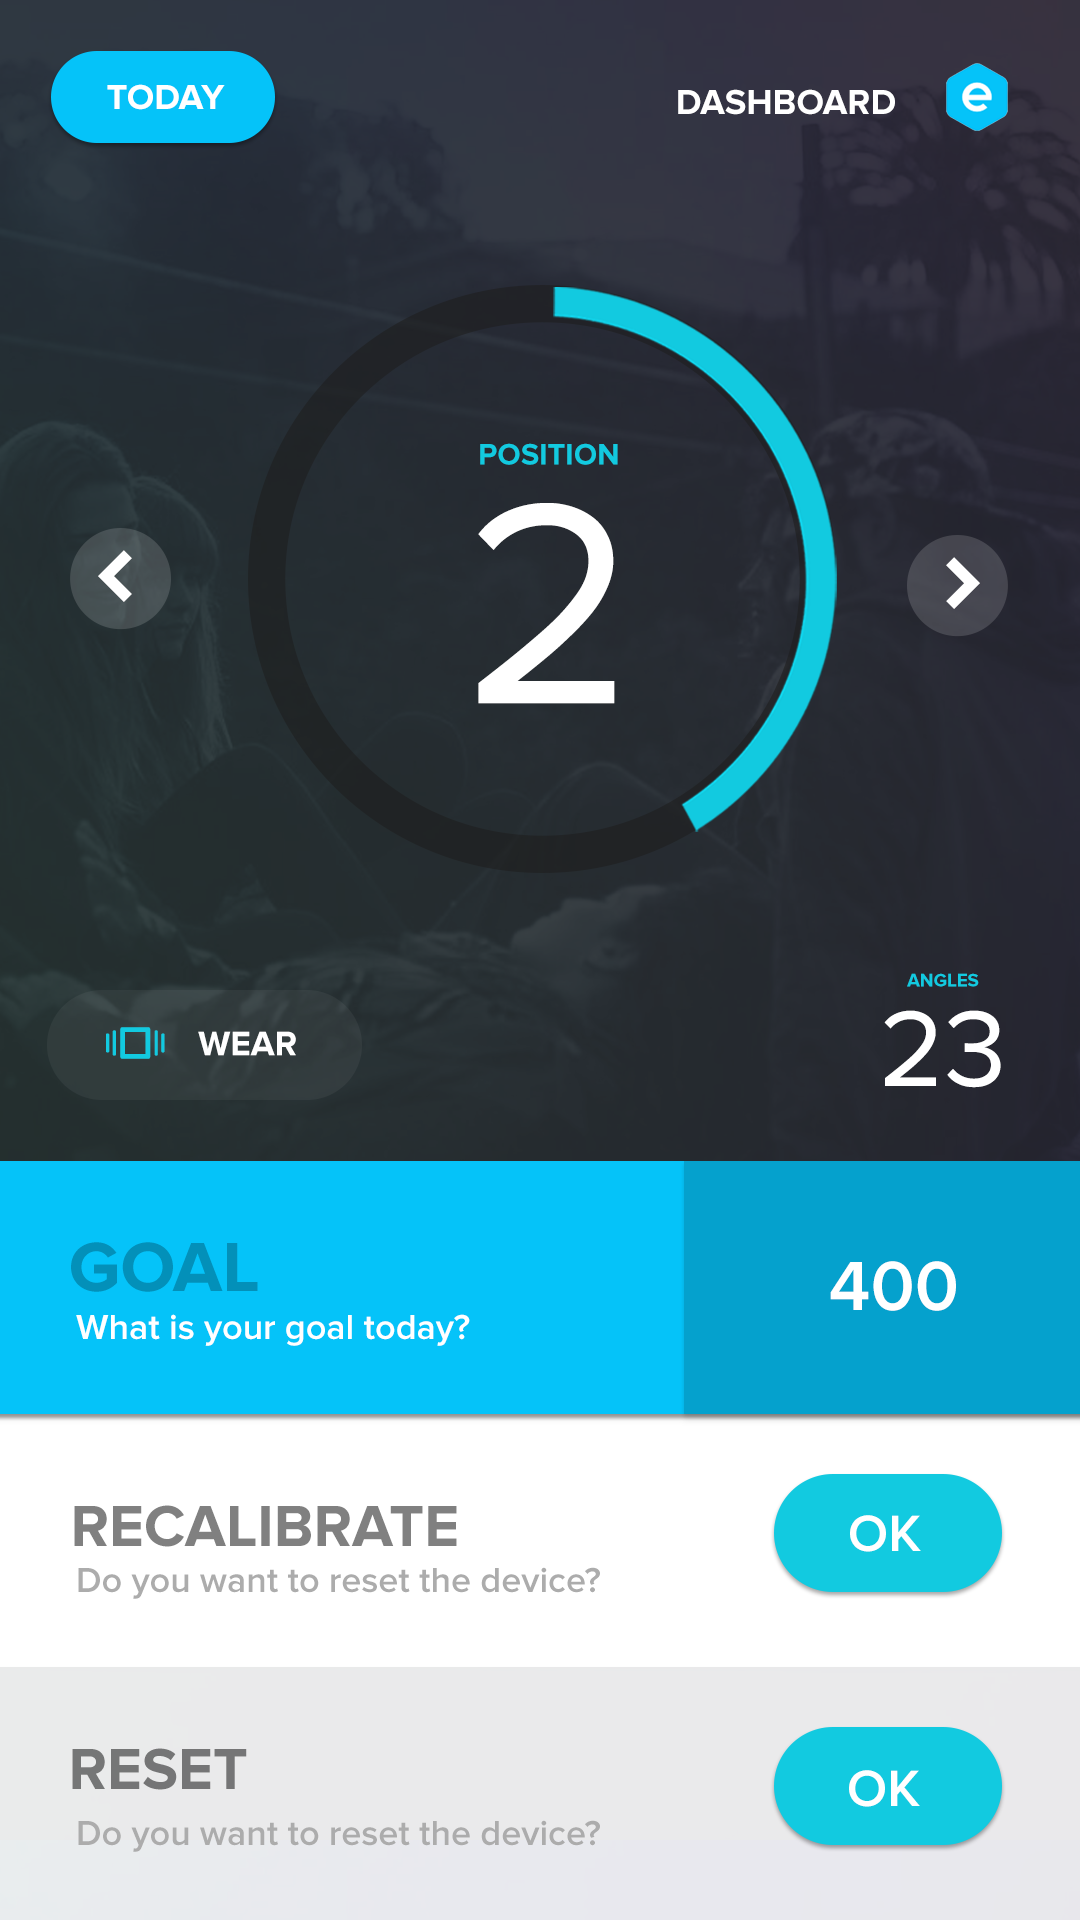 TODAY
DASHBOARD
e
POSITION
2
WEAR
ANGLES
23
GOAL
What is your goal today?
400
RECALIBRATE
Do you want to reset the device?
OK
RESET
Do you want to reset the device?
OK